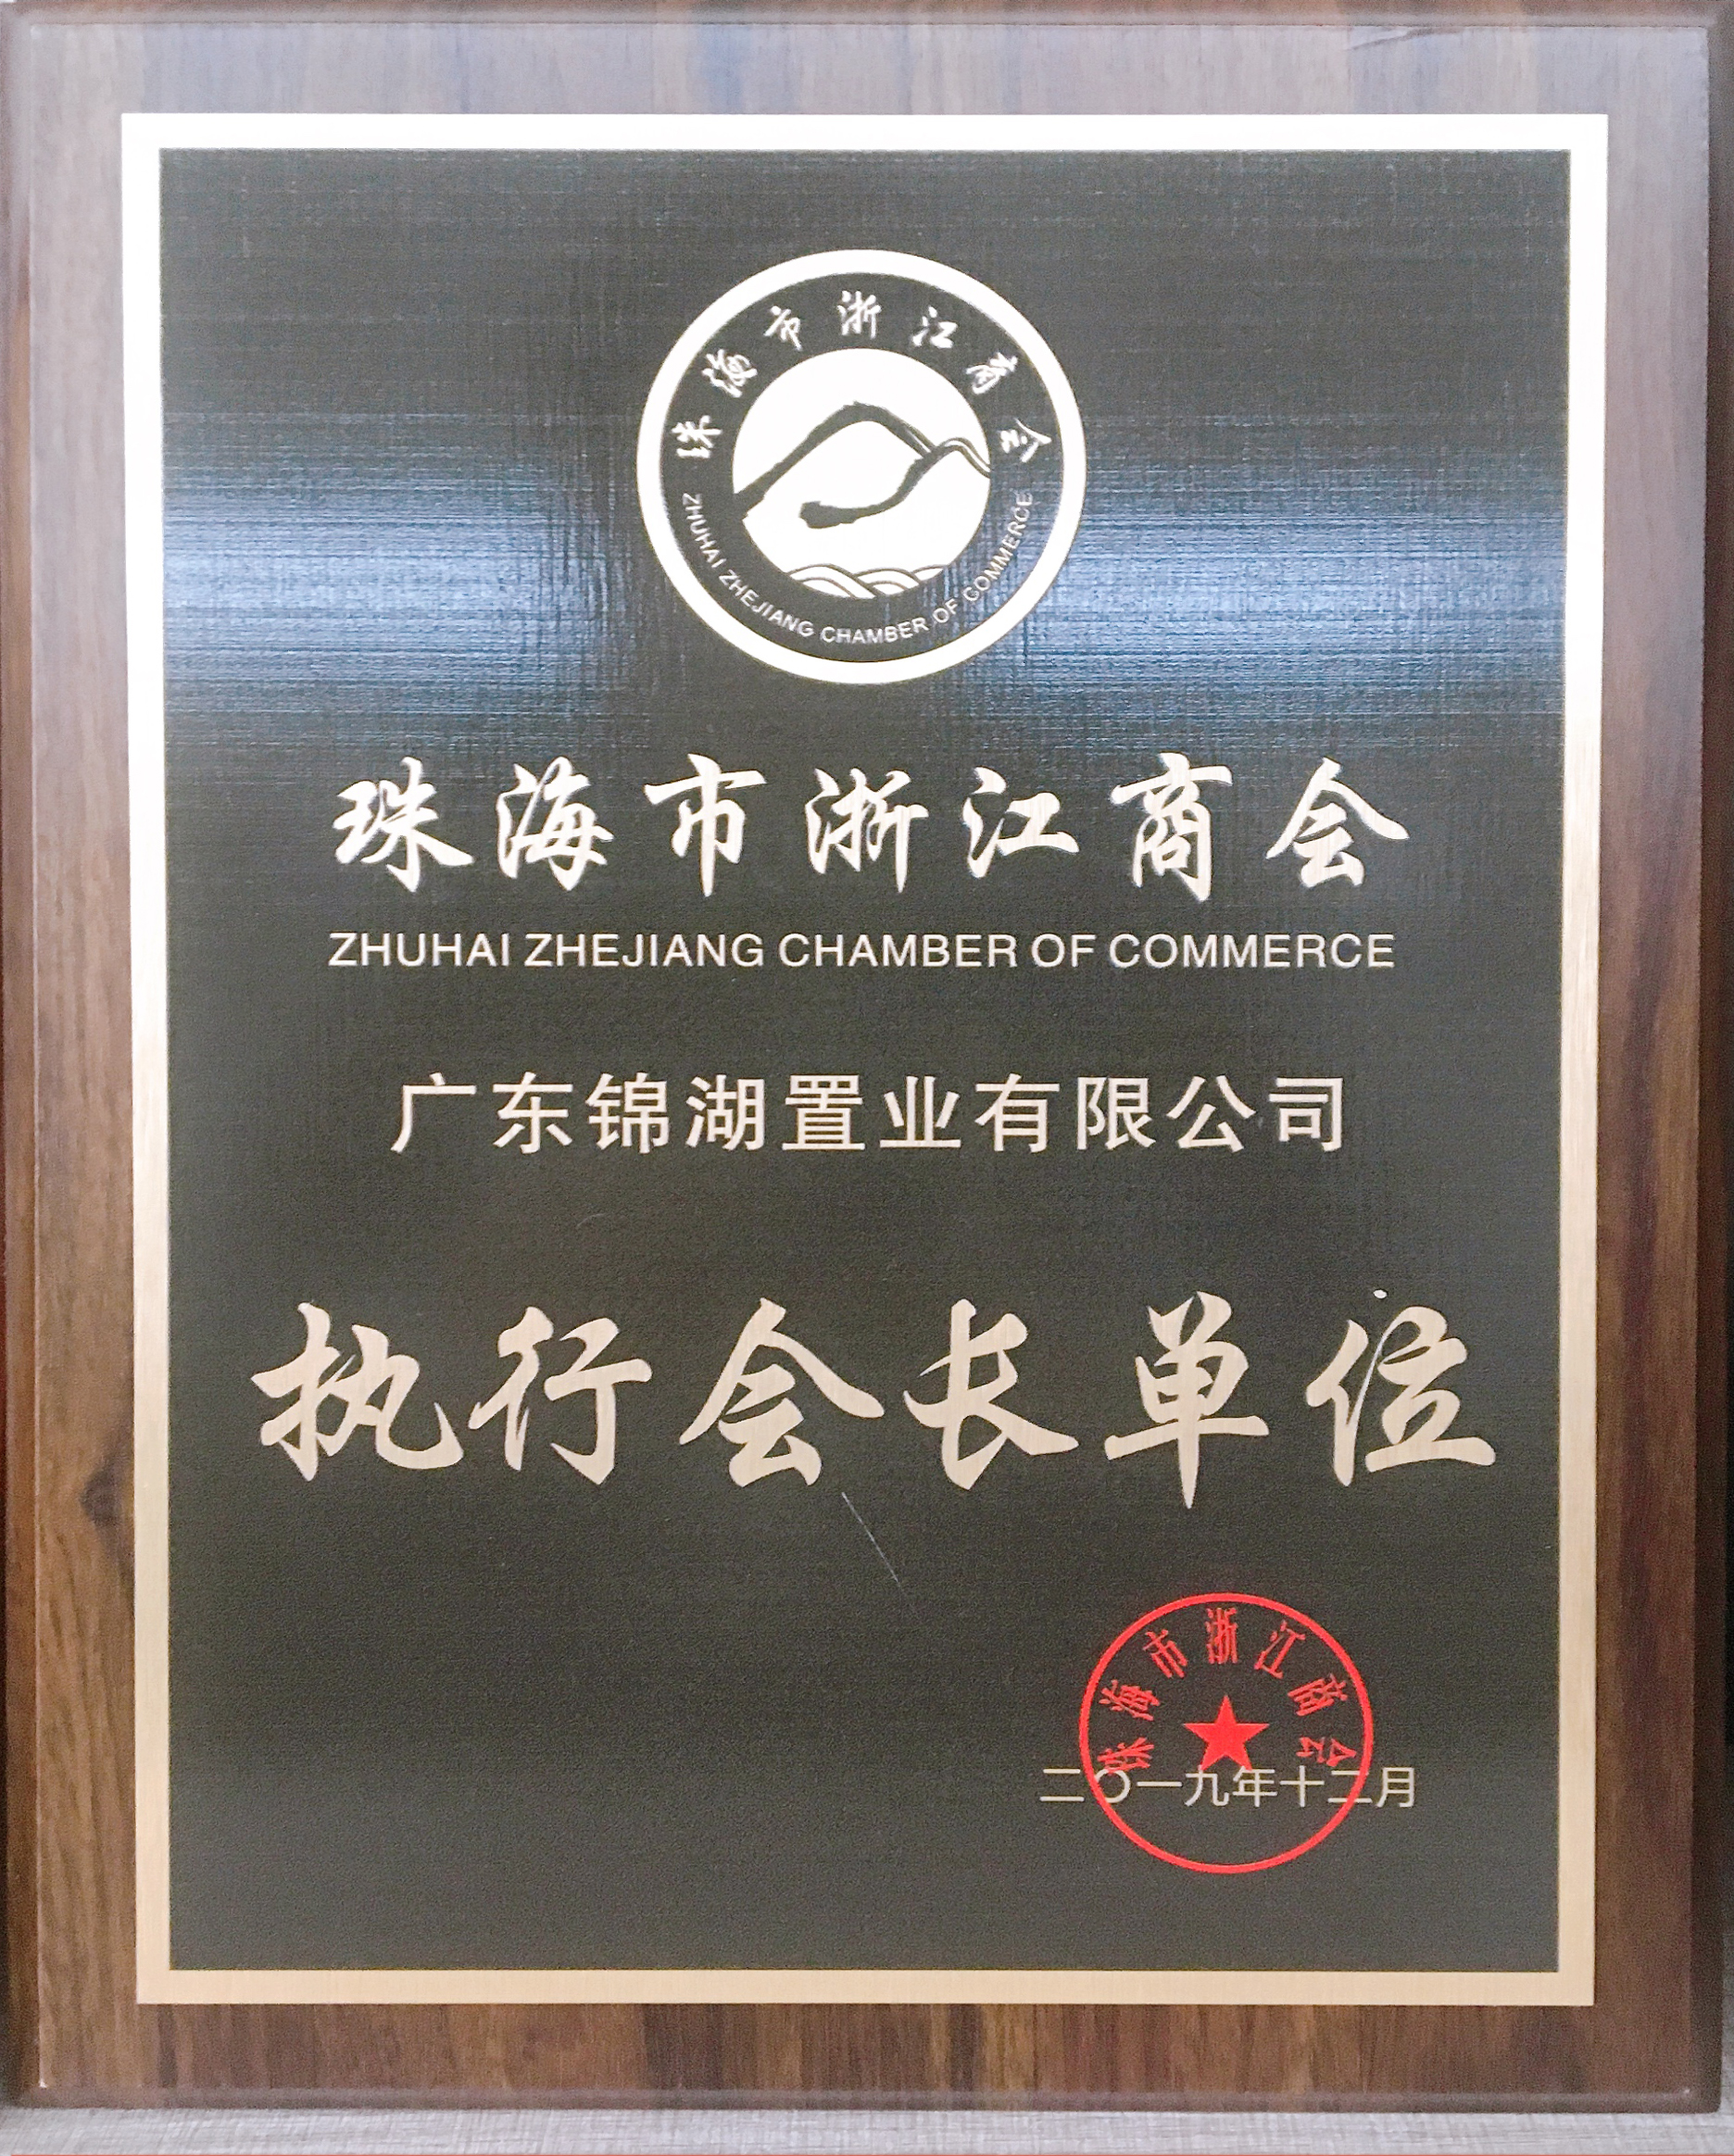 珠海市浙江商会
ZHUHAI ZHEJIANG CHAMBER OF COMMERCE
珠海市浙江商会
ZHUHAI ZHEJIANG CHAMBER OF COMMERCE
广东锦湖置业有限公司
执行会长单位
珠海市浙江商会
二〇一九年十二月